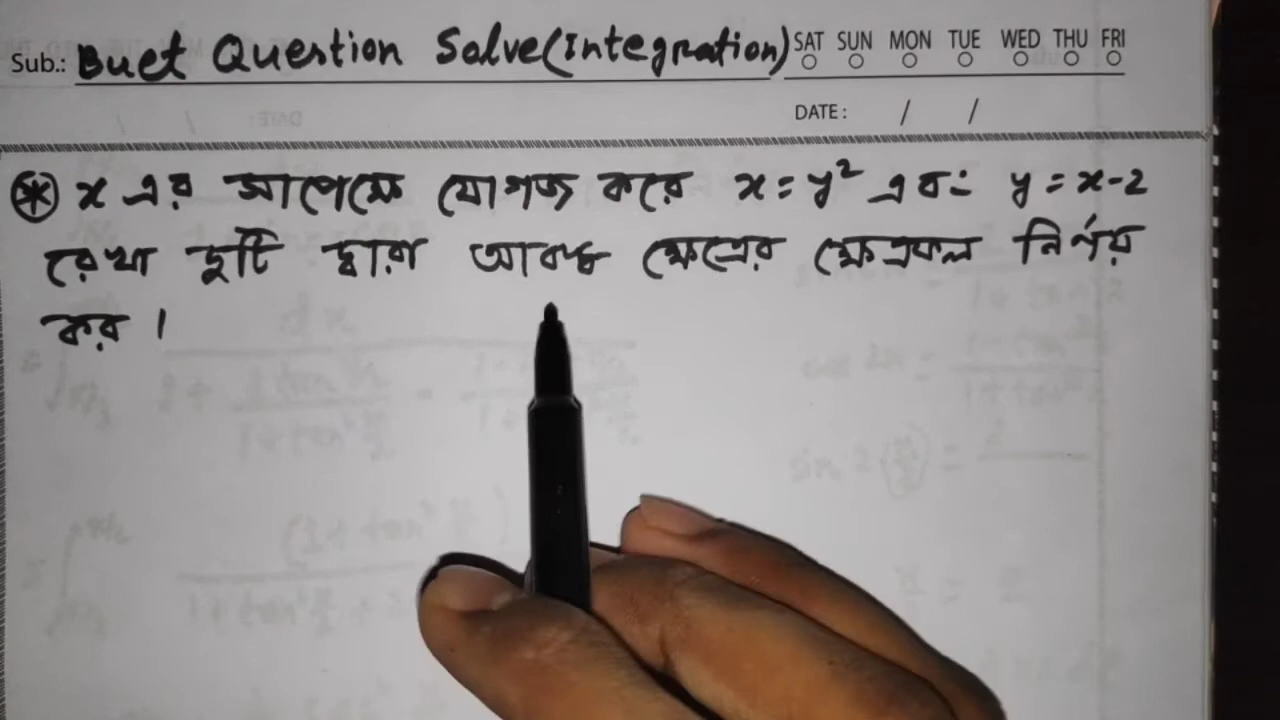 Sub.: Buet Question Solve (Integration) SAT SUN MON TUE WED THU FRI
DATE: / /
x এর সাপেক্ষে যোগজ করে x = y² এবং y = x-2
রেখা দুটি দ্বারা আবদ্ধ ক্ষেত্রের ক্ষেত্রফল নির্ণয়
কর।